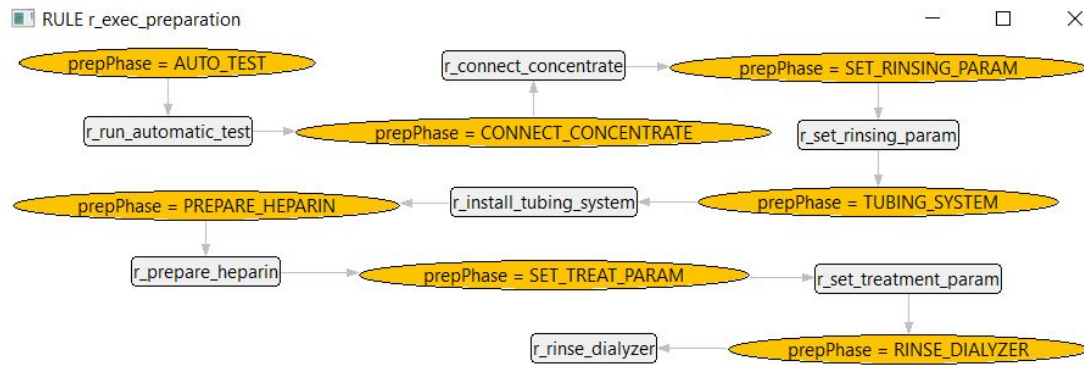 RULE r_exec_preparation
prepPhase = AUTO_TEST
r_connect_concentrate
prepPhase = SET_RINSING_PARAM
r_run_automatic_test
prepPhase = CONNECT_CONCENTRATE
r_set_rinsing_param
prepPhase = PREPARE_HEPARIN
r_install_tubing_system
prepPhase = TUBING_SYSTEM
r_prepare_heparin
prepPhase = SET_TREAT_PARAM
r_set_treatment_param
r_rinse_dialyzer
prepPhase = RINSE_DIALYZER